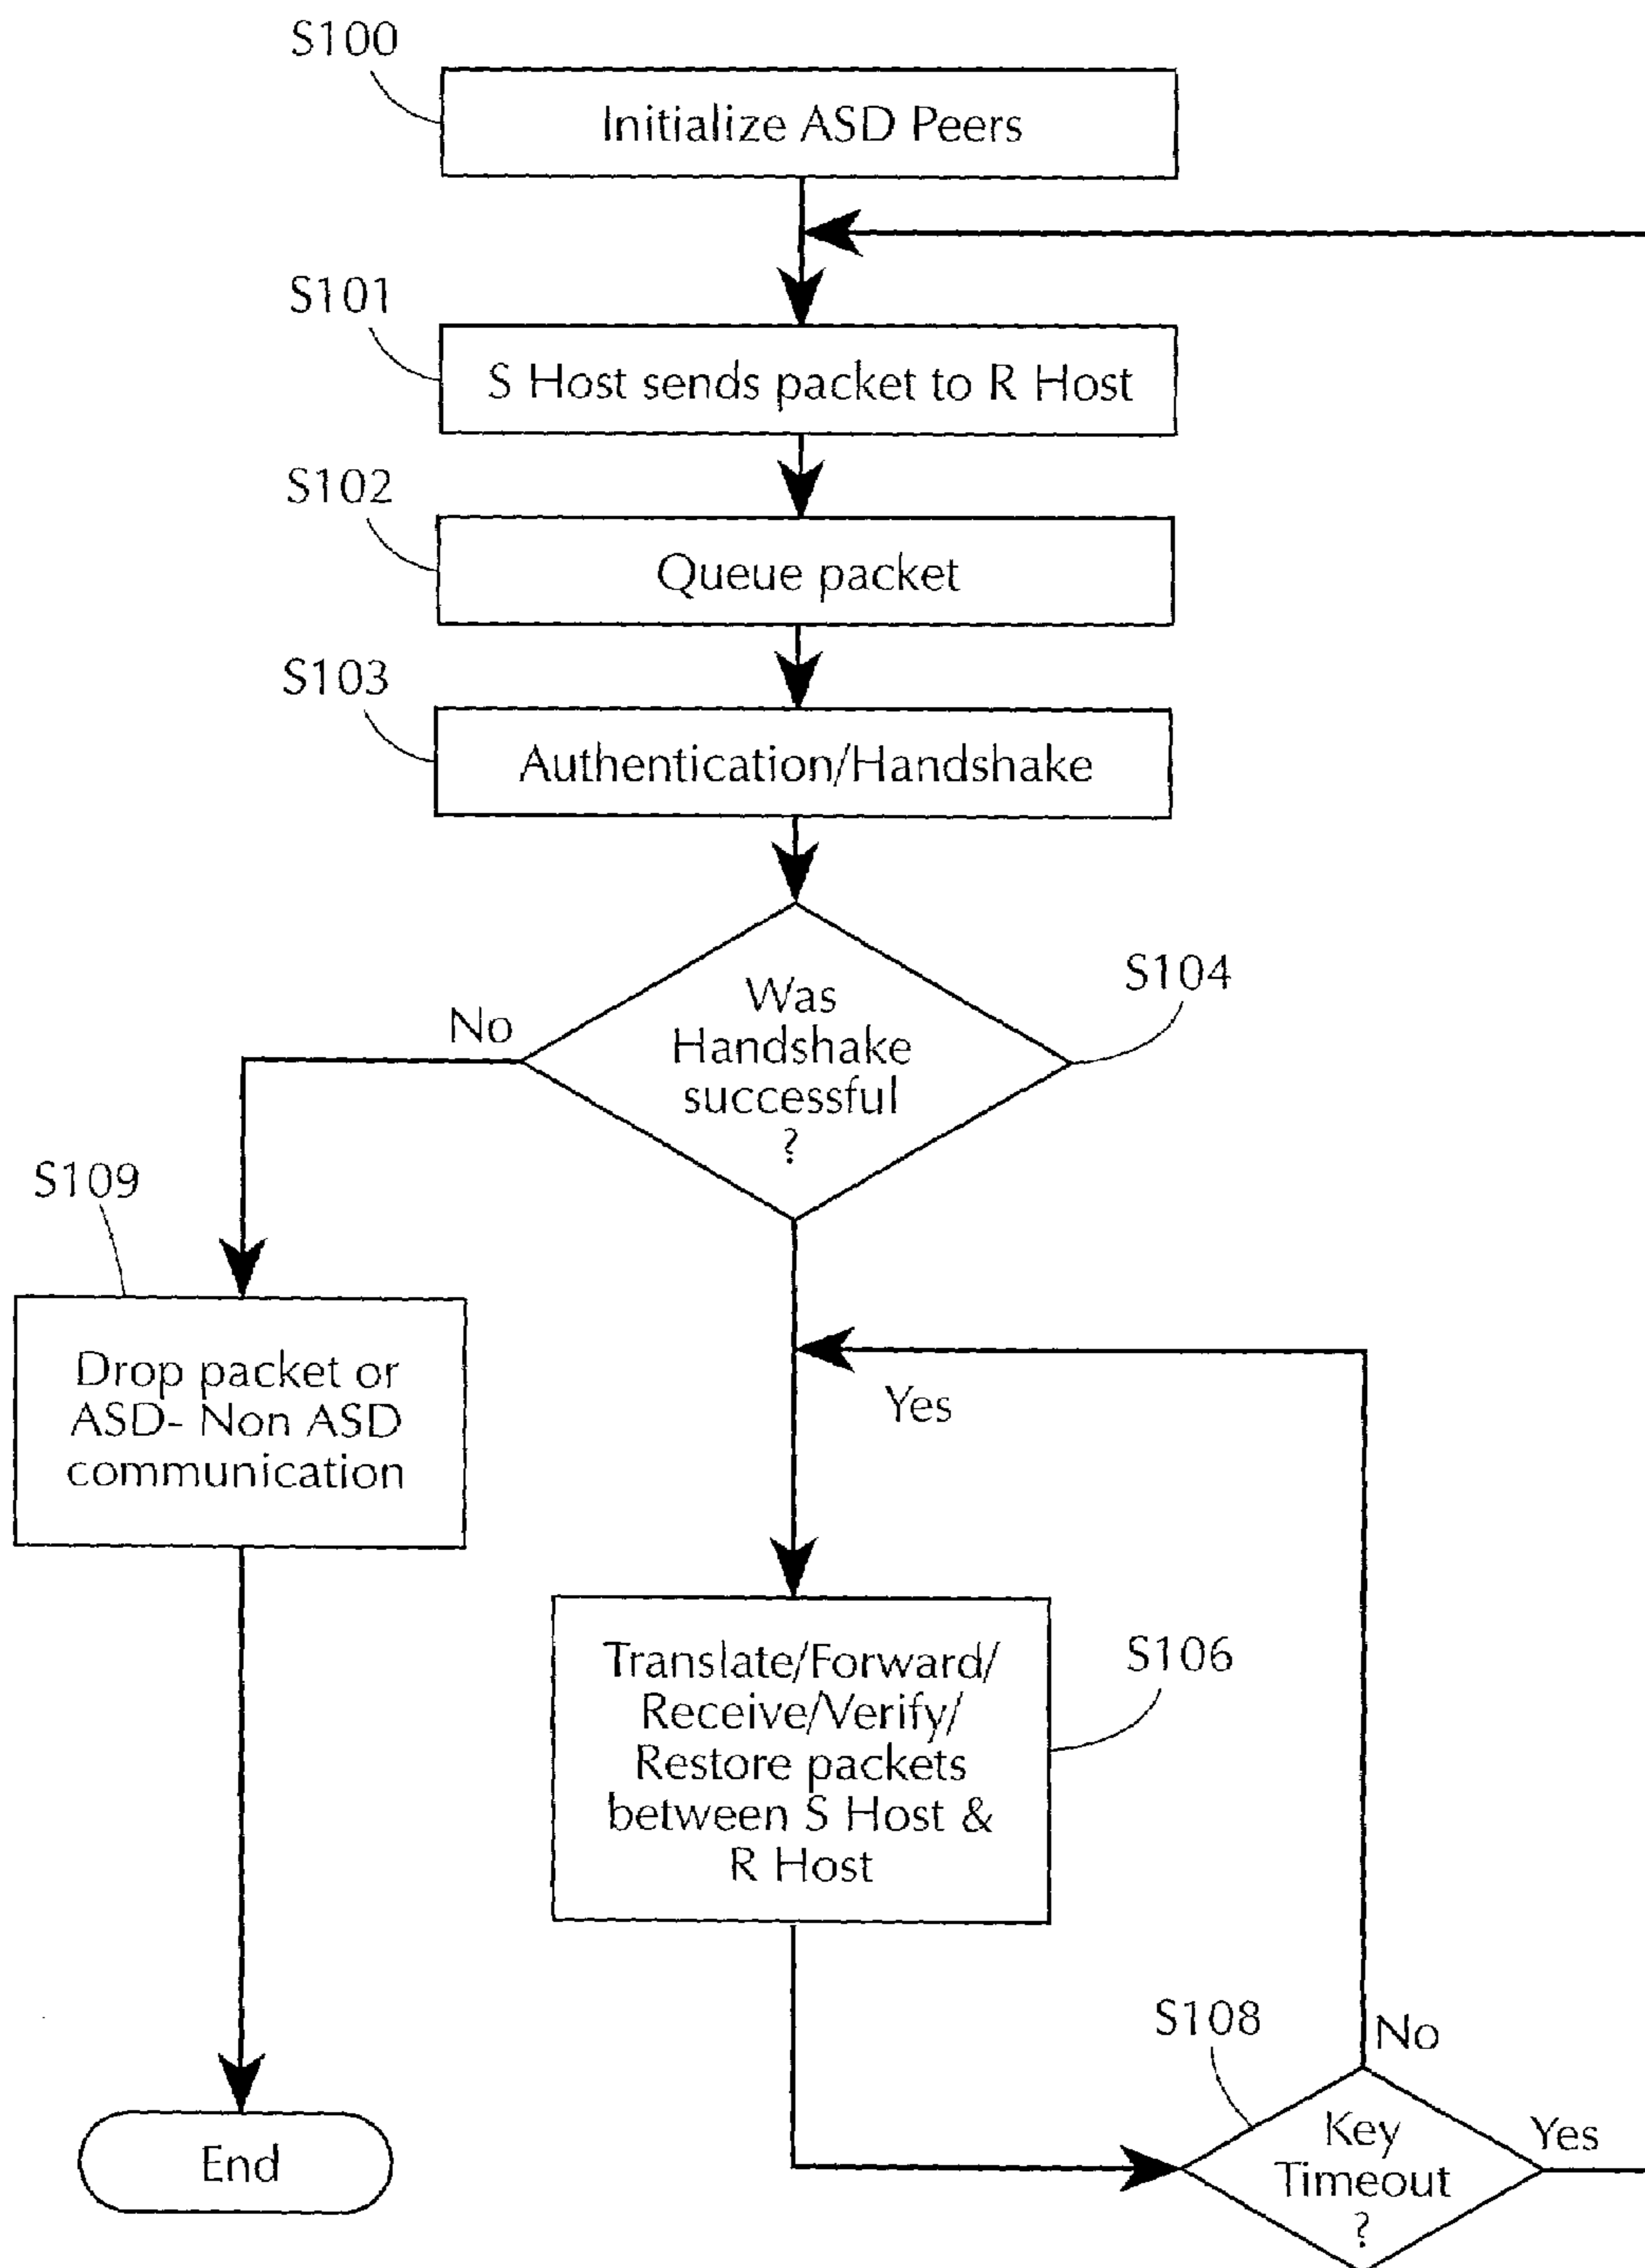 S100
Initialize ASD Peers
S101
S Host sends packet to R Host
S102
Queue packet
S103
Authentication/Handshake
S104
Was
Handshake
successful
?
No
S109
Drop packet or
ASD- Non ASD
communication
Yes
Translate/Forward/
Receive/Verify/
Restore packets
between S Host &
R Host
S106
S108
No
Key
Timeout
?
Yes
End